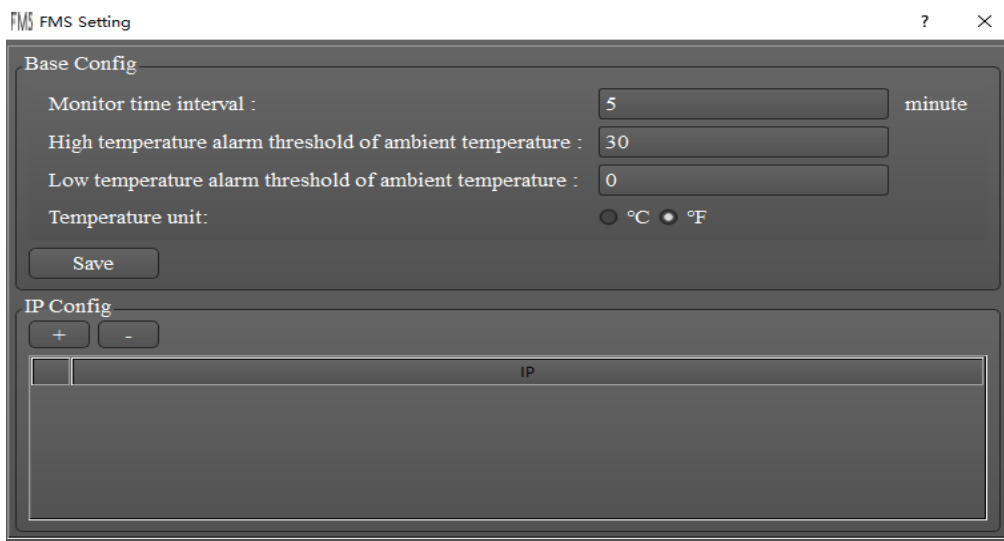 FMS FMS Setting ? ×
Base Config
Monitor time interval : 5 minute
High temperature alarm threshold of ambient temperature : 30
Low temperature alarm threshold of ambient temperature : 0
Temperature unit: °C °F
Save
IP Config
+ -
IP